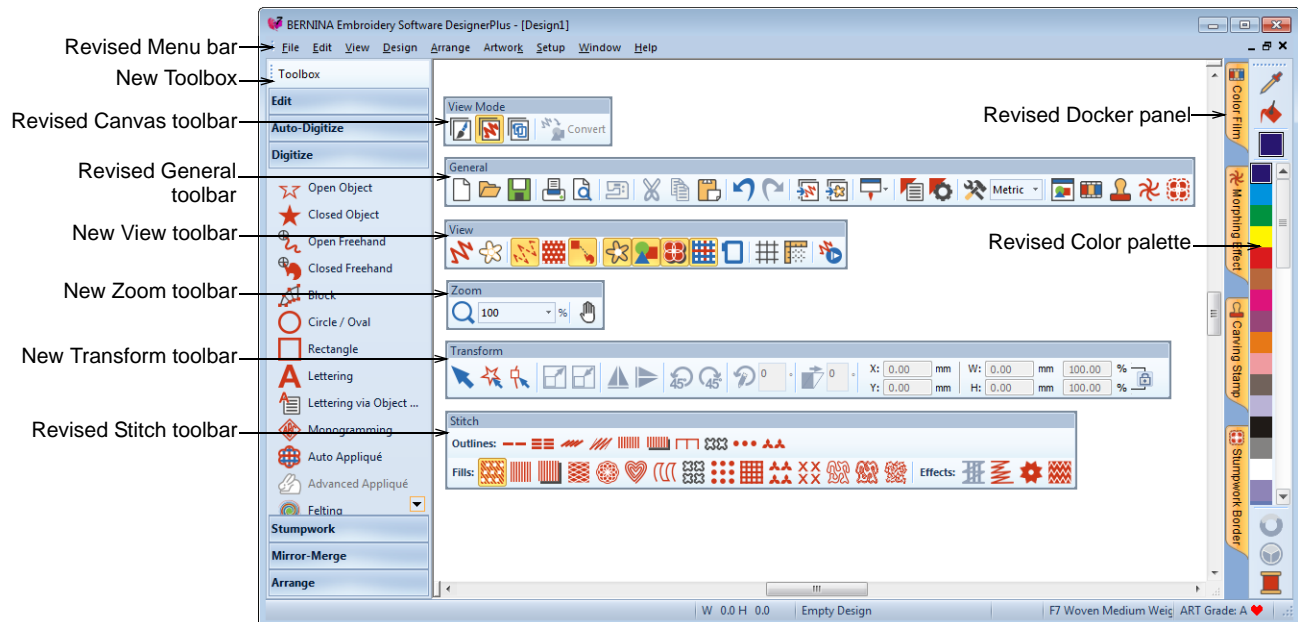 BERNINA Embroidery Software DesignerPlus - [Design1]
Revised Menu bar
File Edit View Design Arrange Artwork Setup Window Help
New Toolbox
Toolbox
Edit
Revised Canvas toolbar
Auto-Digitize
Digitize
View Mode
Convert
Revised Docker panel
Color Film
Revised General
toolbar
General
Metric
Open Object
Closed Object
Open Freehand
Closed Freehand
Block
Circle / Oval
Rectangle
Lettering
Lettering via Object ...
Monogramming
Auto Appliqué
Advanced Appliqué
Felting
Stumpwork
Mirror-Merge
Arrange
New View toolbar
View
Revised Color palette
Morphing Effect
New Zoom toolbar
Zoom
100 %
Carving Stamp
New Transform toolbar
Transform
45° 45° 0 ° 0 ° X: 0.00 mm W: 0.00 mm 100.00 %
Y: 0.00 mm H: 0.00 mm 100.00 %
Revised Stitch toolbar
Stitch
Outlines:
Fills: Effects:
Stumpwork Border
W 0.0 H 0.0 Empty Design F7 Woven Medium Weig ART Grade: A